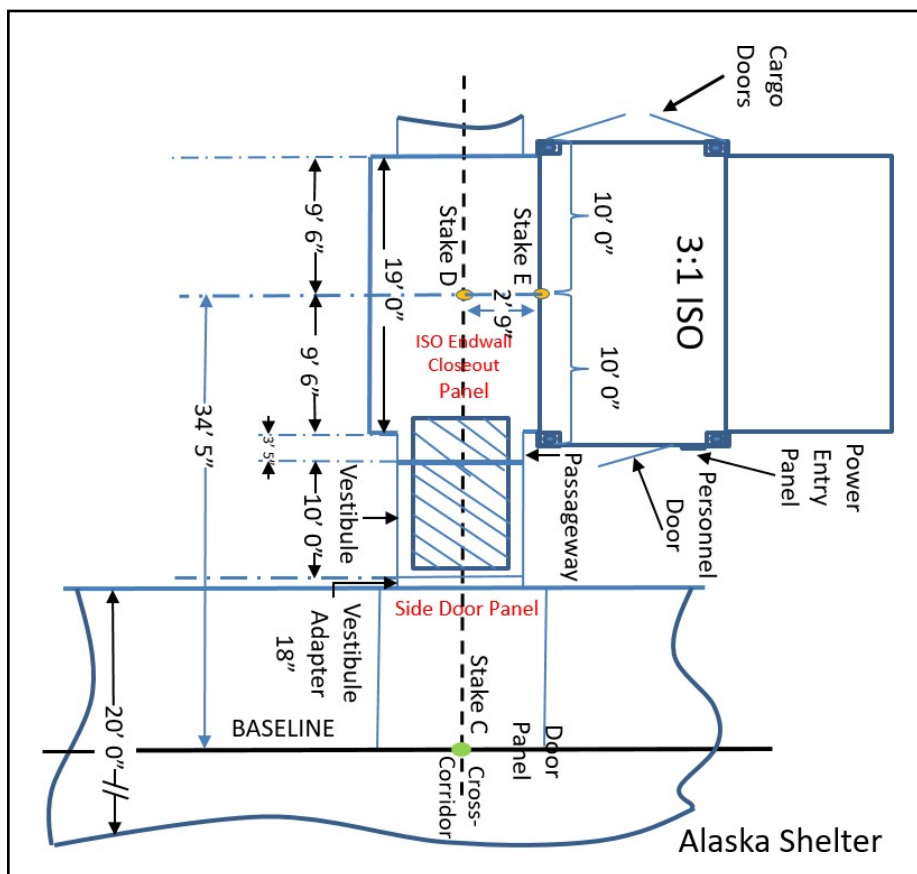 Cargo
Doors
10' 0"
3:1 ISO
10' 0"
Stake E
Stake D
2' 9"
9' 6"
19' 0"
9' 6"
ISO Endwall
Closeout
Panel
34' 5"
3' 5"
10' 0"
Vestibule
Passageway
Power
Entry
Panel
Personnel
Door
Side Door Panel
Vestibule
Adapter
18"
Stake C
Door
Panel
BASELINE
Cross-
Corridor
20' 0"
Alaska Shelter